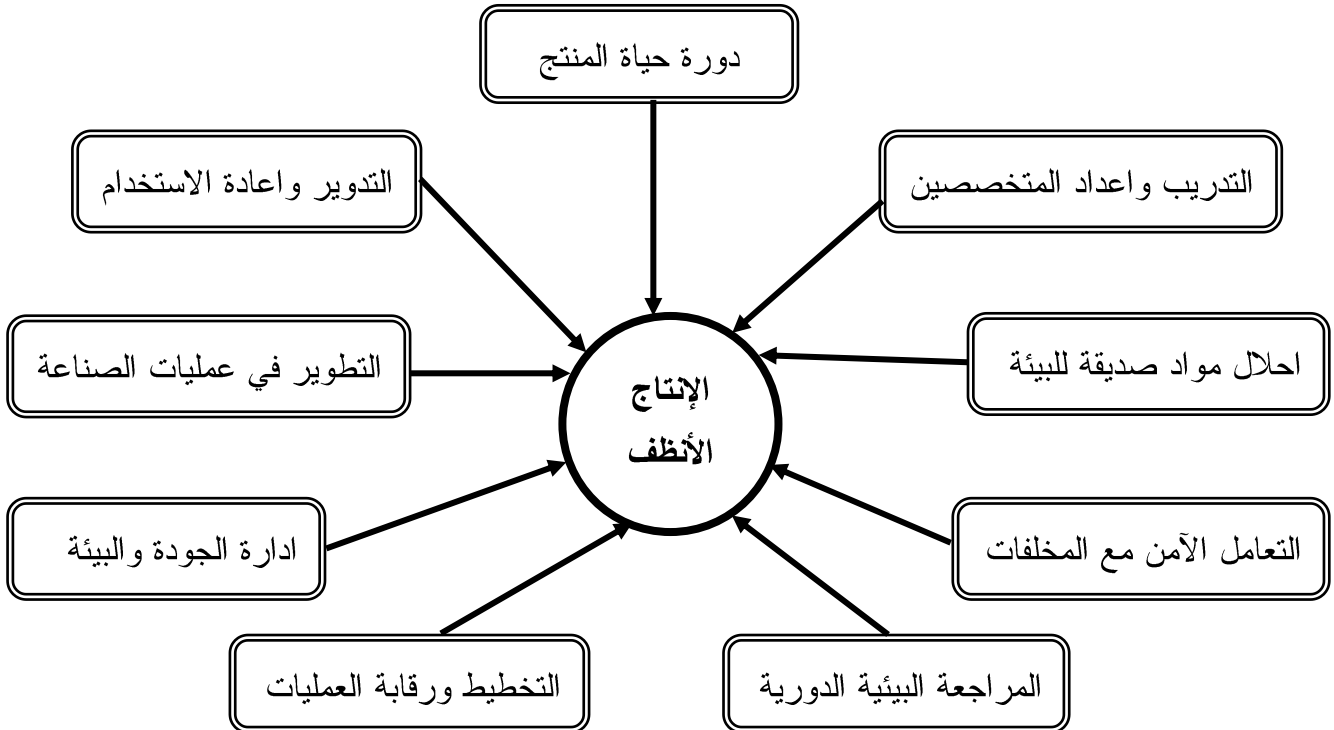 دورة حياة المنتج
التدريب واعداد المتخصصين
التدوير واعادة الاستخدام
احلال مواد صديقة للبيئة
التطوير في عمليات الصناعة
الإنتاج
الأنظف
التعامل الآمن مع المخلفات
ادارة الجودة والبيئة
المراجعة البيئية الدورية
التخطيط ورقابة العمليات